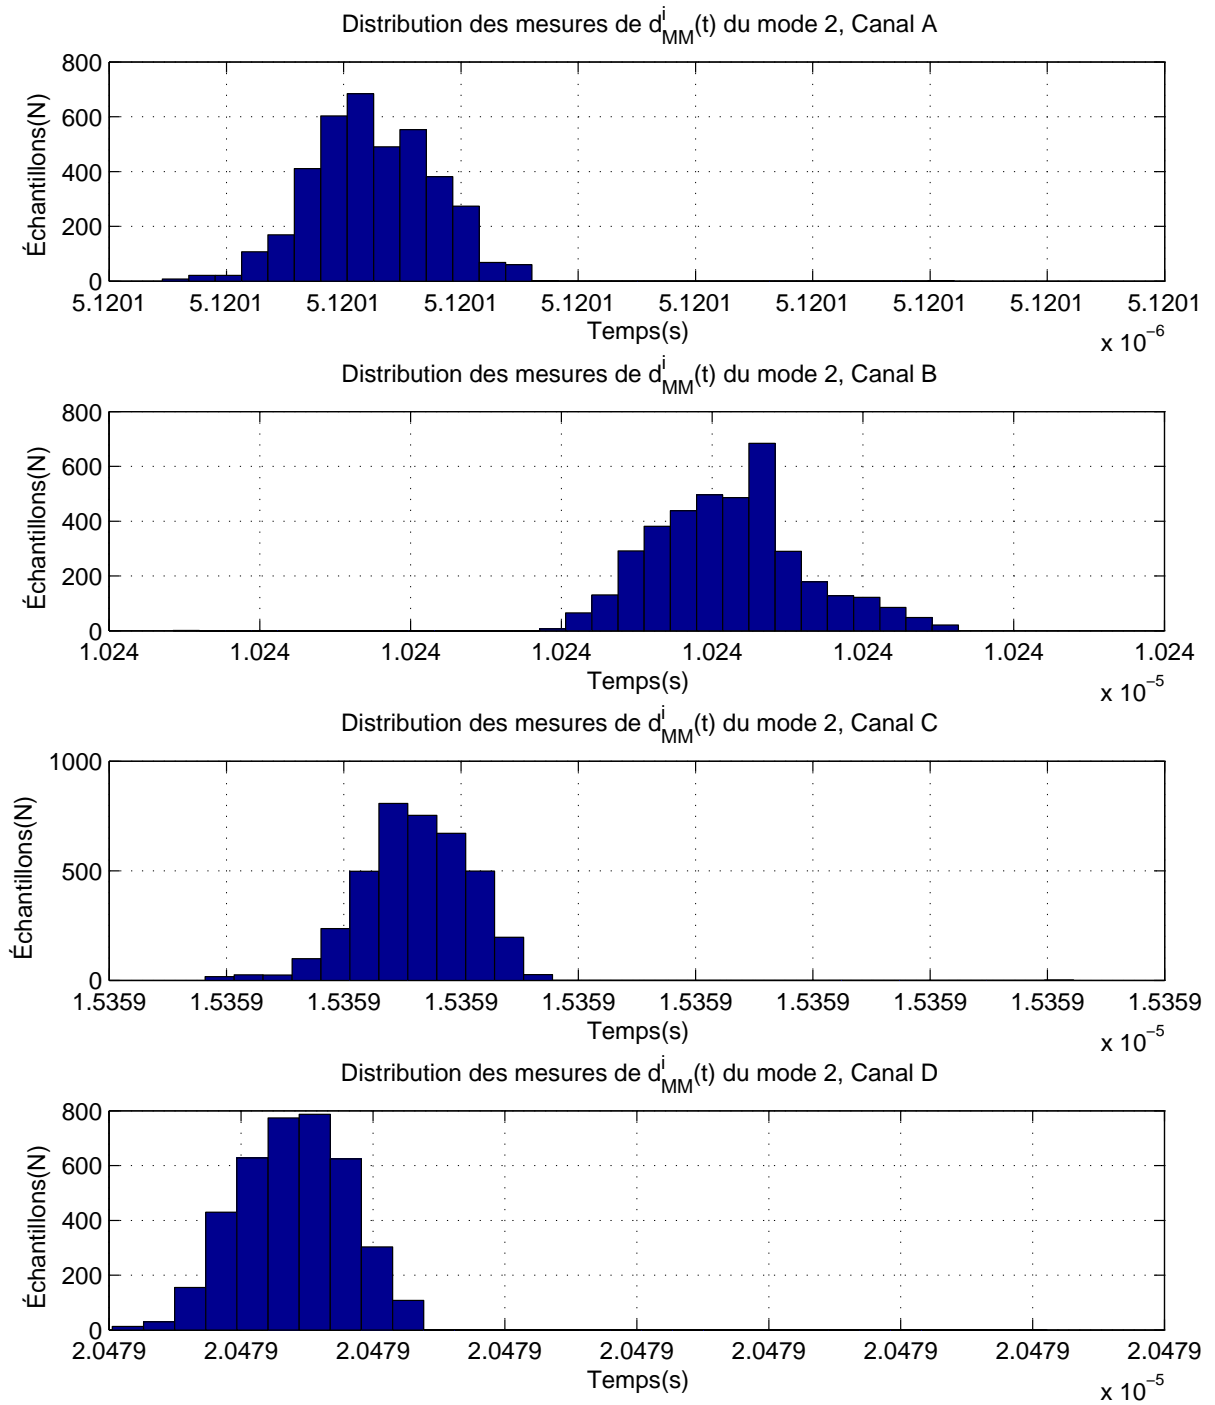 Distribution des mesures de d^i_MM(t) du mode 2, Canal A
Échantillons(N)
800
600
400
200
0
5.1201 5.1201 5.1201 5.1201 5.1201 5.1201 5.1201 5.1201 5.1201 5.1201
Temps(s)
x 10^−6
Distribution des mesures de d^i_MM(t) du mode 2, Canal B
Échantillons(N)
800
600
400
200
0
1.024 1.024 1.024 1.024 1.024 1.024 1.024 1.024
Temps(s)
x 10^−5
Distribution des mesures de d^i_MM(t) du mode 2, Canal C
Échantillons(N)
1000
500
0
1.5359 1.5359 1.5359 1.5359 1.5359 1.5359 1.5359 1.5359 1.5359 1.5359
Temps(s)
x 10^−5
Distribution des mesures de d^i_MM(t) du mode 2, Canal D
Échantillons(N)
800
600
400
200
0
2.0479 2.0479 2.0479 2.0479 2.0479 2.0479 2.0479 2.0479 2.0479
Temps(s)
x 10^−5